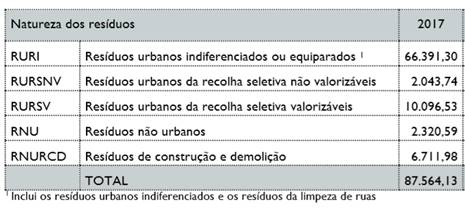 Natureza dos resíduos 2017
RURI Resíduos urbanos indiferenciados ou equiparados ¹ 66.391,30
RURSNV Resíduos urbanos da recolha seletiva não valorizáveis 2.043,74
RURSV Resíduos urbanos da recolha seletiva valorizáveis 10.096,53
RNU Resíduos não urbanos 2.320,59
RNURCD Resíduos de construção e demolição 6.711,98
TOTAL 87.564,13
¹ Inclui os resíduos urbanos indiferenciados e os resíduos da limpeza de ruas